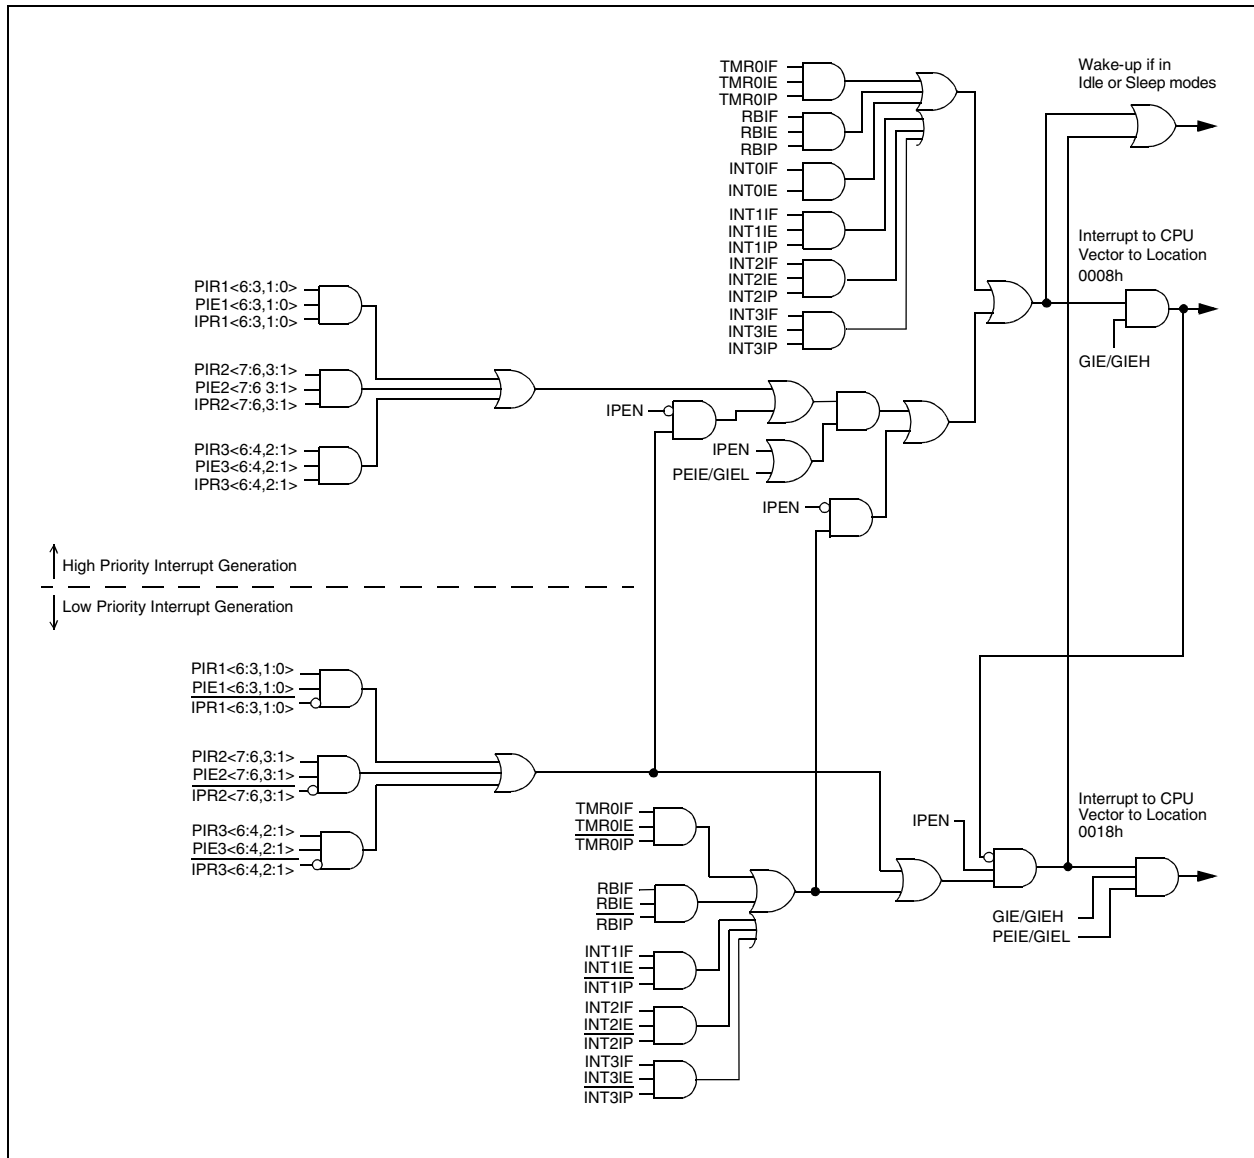 TMR0IF
TMR0IE
TMR0IP
RBIF
RBIE
RBIP
INT0IF
INT0IE
INT1IF
INT1IE
INT1IP
INT2IF
INT2IE
INT2IP
INT3IF
INT3IE
INT3IP
Wake-up if in
Idle or Sleep modes
Interrupt to CPU
Vector to Location
0008h
GIE/GIEH
PIR1<6:3,1:0>
PIE1<6:3,1:0>
IPR1<6:3,1:0>
PIR2<7:6,3:1>
PIE2<7:6 3:1>
IPR2<7:6,3:1>
PIR3<6:4,2:1>
PIE3<6:4,2:1>
IPR3<6:4,2:1>
IPEN
IPEN
PEIE/GIEL
IPEN
High Priority Interrupt Generation
Low Priority Interrupt Generation
PIR1<6:3,1:0>
PIE1<6:3,1:0>
IPR1<6:3,1:0>
PIR2<7:6,3:1>
PIE2<7:6,3:1>
IPR2<7:6,3:1>
PIR3<6:4,2:1>
PIE3<6:4,2:1>
IPR3<6:4,2:1>
TMR0IF
TMR0IE
TMR0IP
RBIF
RBIE
RBIP
INT1IF
INT1IE
INT1IP
INT2IF
INT2IE
INT2IP
INT3IF
INT3IE
INT3IP
IPEN
Interrupt to CPU
Vector to Location
0018h
GIE/GIEH
PEIE/GIEL